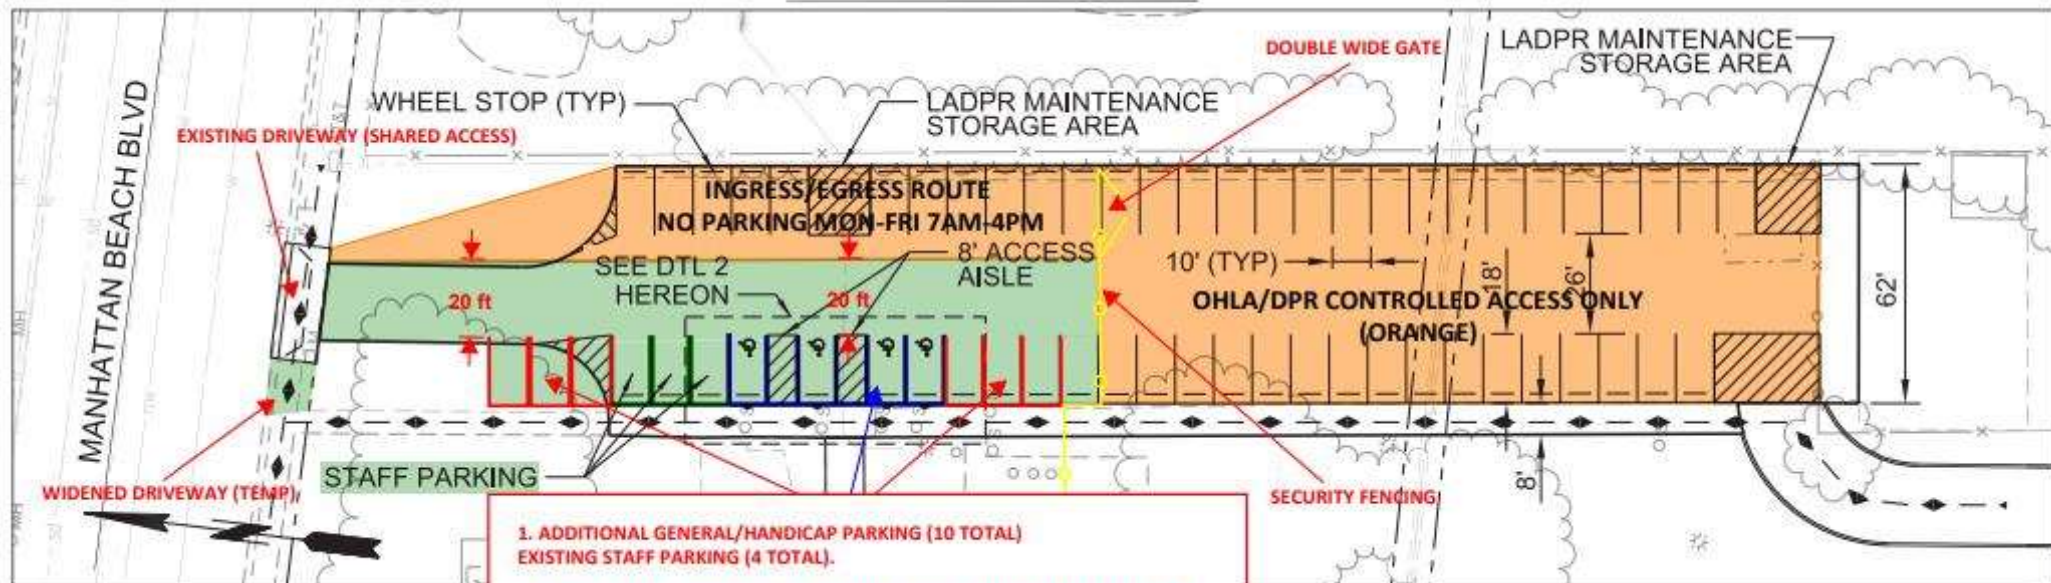 DOUBLE WIDE GATE
LADPR MAINTENANCE
STORAGE AREA
WHEEL STOP (TYP)
LADPR MAINTENANCE
STORAGE AREA
MANHATTAN BEACH BLVD
EXISTING DRIVEWAY (SHARED ACCESS)
INGRESS/EGRESS ROUTE
NO PARKING MON-FRI 7AM-4PM
SEE DTL 2
HEREON
8' ACCESS
AISLE
10' (TYP)
18'
26'
62'
20 ft
20 ft
OHLA/DPR CONTROLLED ACCESS ONLY
(ORANGE)
STAFF PARKING
WIDENED DRIVEWAY (TEMP)
SECURITY FENCING
8'
1. ADDITIONAL GENERAL/HANDICAP PARKING (10 TOTAL)
EXISTING STAFF PARKING (4 TOTAL).